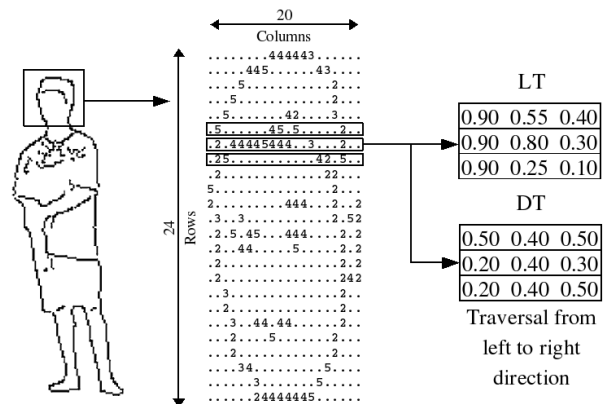 20
Columns
........444443......
.....445......43....
....5...........2...
...5............2...
..5.......42....3...
.5......45.5.....2..
.2.44445444..3...2..
.25...........42.5..
.2.............22...
5...............2...
2.........444...2..2
.3..3...........2.52
.2.5.45...444....2.2
.2..44.....5.....2.2
.2...............2.2
.2...............242
..3..............2..
..2..............2..
...3..44.44......2..
...2....5.......2...
..2.............2...
....34.........5....
......3.......5.....
......24444445......
24
Rows
LT
0.90 0.55 0.40
0.90 0.80 0.30
0.90 0.25 0.10
DT
0.50 0.40 0.50
0.20 0.40 0.30
0.20 0.40 0.50
Traversal from
left to right
direction